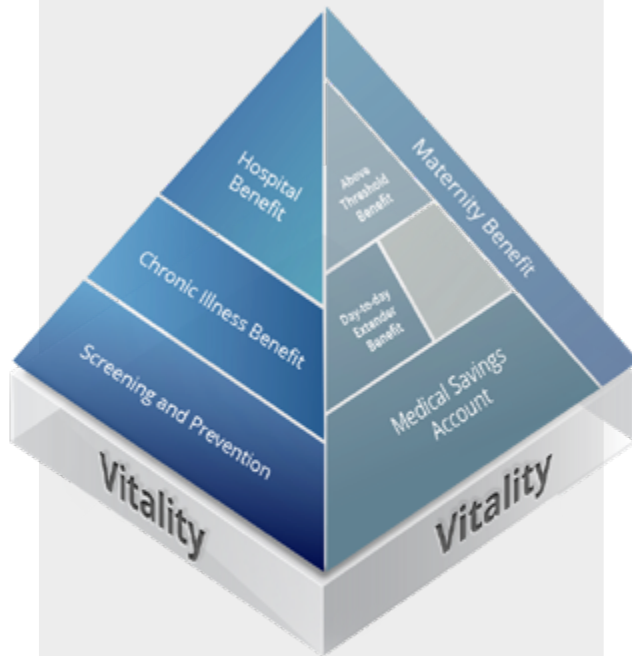 Hospital
Benefit
Chronic Illness Benefit
Screening and Prevention
Maternity Benefit
Above
Threshold
Benefit
Day-to-day
Extender
Benefit
Medical Savings
Account
Vitality
Vitality